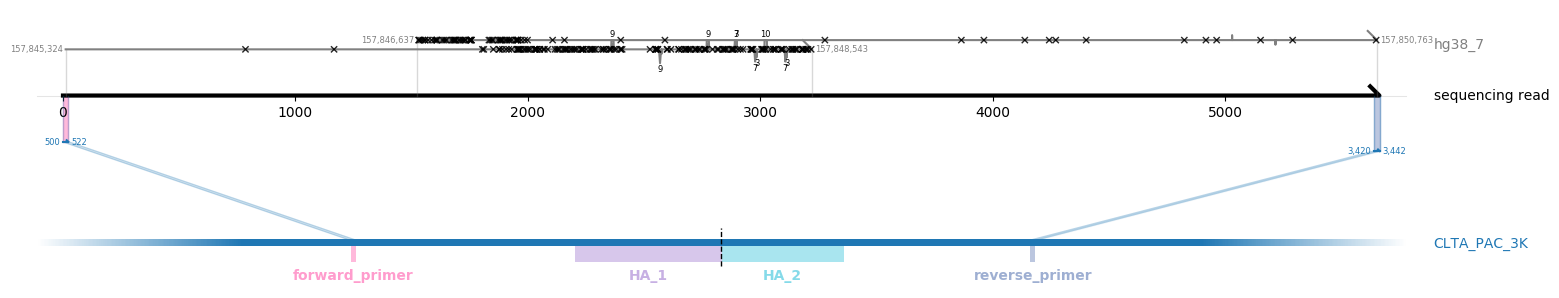 9 9 3 10
157,846,637 157,850,763
hg38_7
157,845,324 157,848,543
9 7 3 7 3
sequencing read
0 1000 2000 3000 4000 5000
500 522 3,420 3,442
CLTA_PAC_3K
forward_primer HA_1 HA_2 reverse_primer